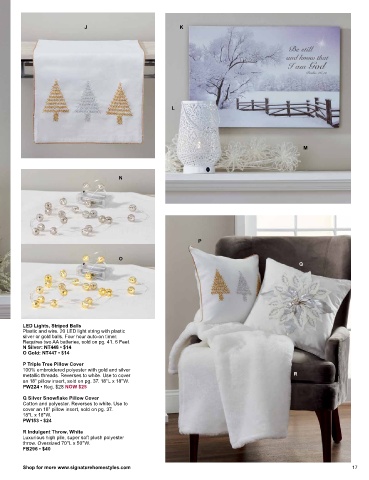 J
K
Be still
and know that
I am God
L
M
N
O
P
Q
R
LED Lights, Striped Balls
Plastic and wire. 20 LED light string with plastic
silver or gold balls. Four hour auto-on timer.
Requires two AA batteries, sold on pg. 41. 6 Feet.
N Silver: NT446 • $14
O Gold: NT447 • $14
P Triple Tree Pillow Cover
100% embroidered polyester with gold and silver
metallic threads. Reverses to white. Use to cover
an 18" pillow insert, sold on pg. 37. 18"L x 18"W.
PW224 • Reg. $25 NOW $20
Q Silver Snowflake Pillow Cover
Cotton and polyester. Reverses to white. Use to
cover an 18" pillow insert, sold on pg. 37.
18"L x 18"W.
PW153 • $24
R Indulgent Throw, White
Luxurious high pile, super soft plush polyester
throw. Oversized 70"L x 50"W.
FB296 • $40
Shop for more www.signaturehomestyles.com
17